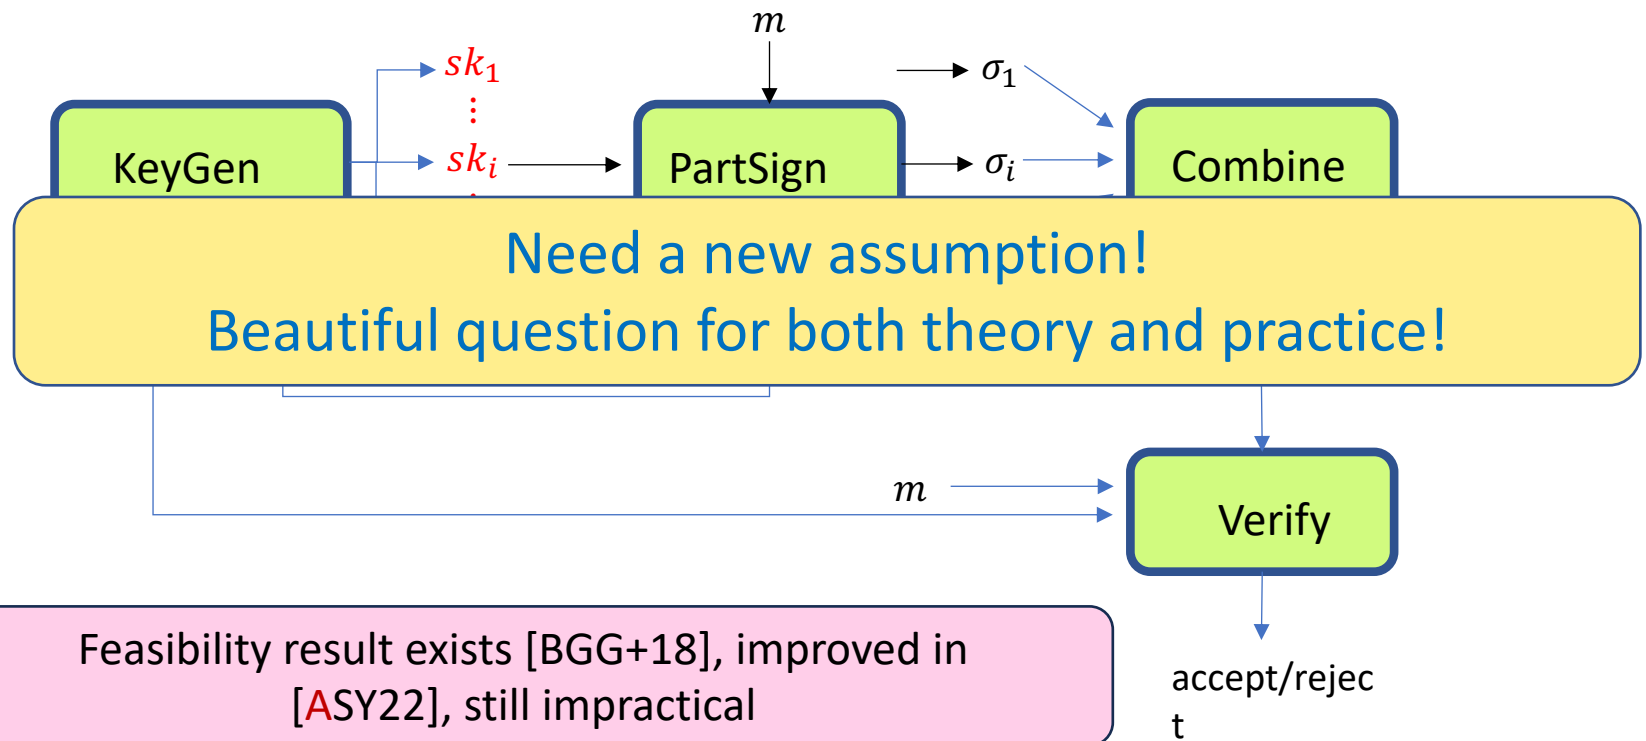 m
sk₁
σ₁
⋮
KeyGen
skᵢ
PartSign
σᵢ
Combine
Need a new assumption!
Beautiful question for both theory and practice!
m
Verify
Feasibility result exists [BGG+18], improved in
[ASY22], still impractical
accept/rejec
t